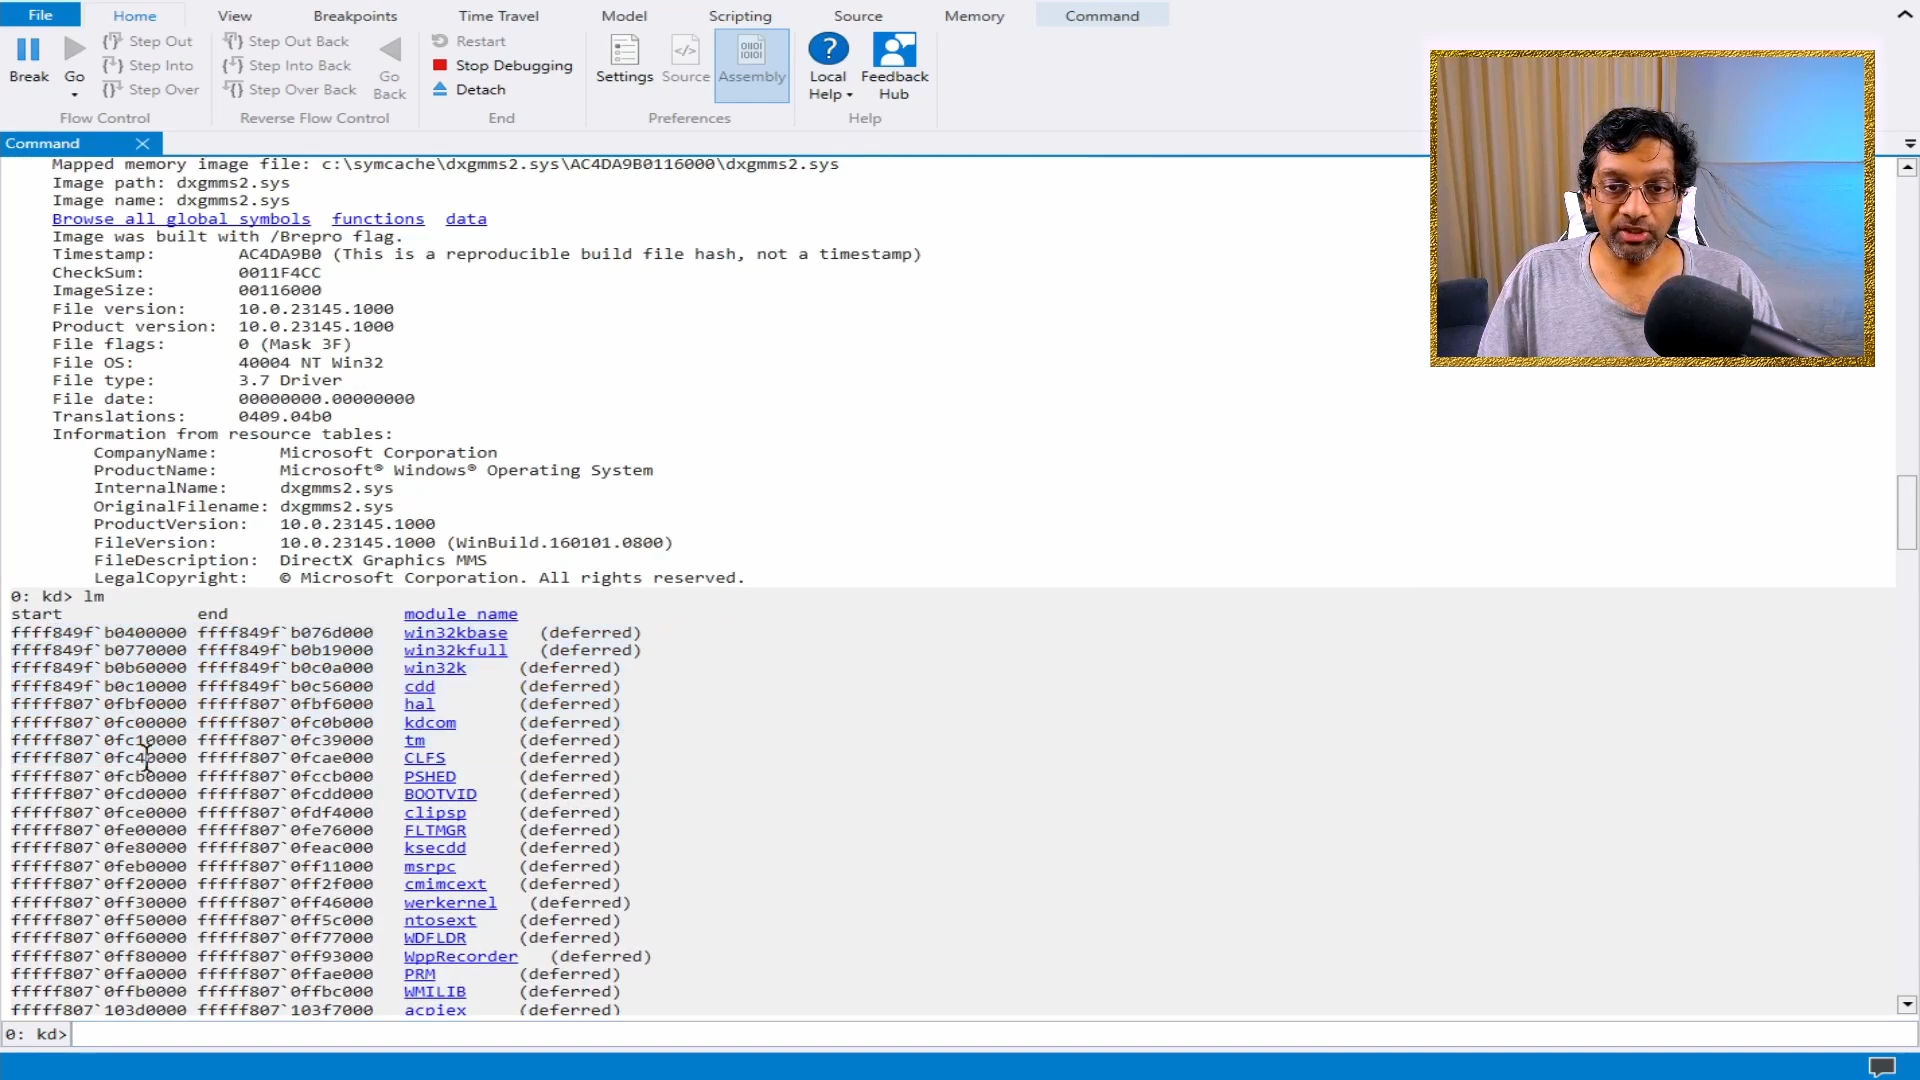 File Home View Breakpoints Time Travel Model Scripting Source Memory Command
Break Go Step Out Step Into Step Over Step Out Back Step Into Back Step Over Back Go Back Restart Stop Debugging Detach Settings Source Assembly Local Help Feedback Hub
Flow Control Reverse Flow Control End Preferences Help
Command
Mapped memory image file: c:\symcache\dxgmms2.sys\AC4DA9B0116000\dxgmms2.sys
Image path: dxgmms2.sys
Image name: dxgmms2.sys
Browse all global symbols functions data
Image was built with /Brepro flag.
Timestamp: AC4DA9B0 (This is a reproducible build file hash, not a timestamp)
CheckSum: 0011F4CC
ImageSize: 00116000
File version: 10.0.23145.1000
Product version: 10.0.23145.1000
File flags: 0 (Mask 3F)
File OS: 40004 NT Win32
File type: 3.7 Driver
File date: 00000000.00000000
Translations: 0409.04b0
Information from resource tables:
CompanyName: Microsoft Corporation
ProductName: Microsoft® Windows® Operating System
InternalName: dxgmms2.sys
OriginalFilename: dxgmms2.sys
ProductVersion: 10.0.23145.1000
FileVersion: 10.0.23145.1000 (WinBuild.160101.0800)
FileDescription: DirectX Graphics MMS
LegalCopyright: © Microsoft Corporation. All rights reserved.
0: kd> lm
start end module name
ffff849f`b0400000 ffff849f`b076d000 win32kbase (deferred)
ffff849f`b0770000 ffff849f`b0b19000 win32kfull (deferred)
ffff849f`b0b60000 ffff849f`b0c0a000 win32k (deferred)
ffff849f`b0c10000 ffff849f`b0c56000 cdd (deferred)
fffff807`0fbf0000 fffff807`0fbf6000 hal (deferred)
fffff807`0fc00000 fffff807`0fc0b000 kdcom (deferred)
fffff807`0fc10000 fffff807`0fc39000 tm (deferred)
fffff807`0fc40000 fffff807`0fcae000 CLFS (deferred)
fffff807`0fcb0000 fffff807`0fccb000 PSHED (deferred)
fffff807`0fcd0000 fffff807`0fcdd000 BOOTVID (deferred)
fffff807`0fce0000 fffff807`0fdf4000 clipsp (deferred)
fffff807`0fe00000 fffff807`0fe76000 FLTMGR (deferred)
fffff807`0fe80000 fffff807`0feac000 ksecdd (deferred)
fffff807`0feb0000 fffff807`0ff11000 msrpc (deferred)
fffff807`0ff20000 fffff807`0ff2f000 cmimcext (deferred)
fffff807`0ff30000 fffff807`0ff46000 werkernel (deferred)
fffff807`0ff50000 fffff807`0ff5c000 ntosext (deferred)
fffff807`0ff60000 fffff807`0ff77000 WDFLDR (deferred)
fffff807`0ff80000 fffff807`0ff93000 WppRecorder (deferred)
fffff807`0ffa0000 fffff807`0ffae000 PRM (deferred)
fffff807`0ffb0000 fffff807`0ffbc000 WMILIB (deferred)
fffff807`103d0000 fffff807`103f7000 acpiex (deferred)
0: kd>